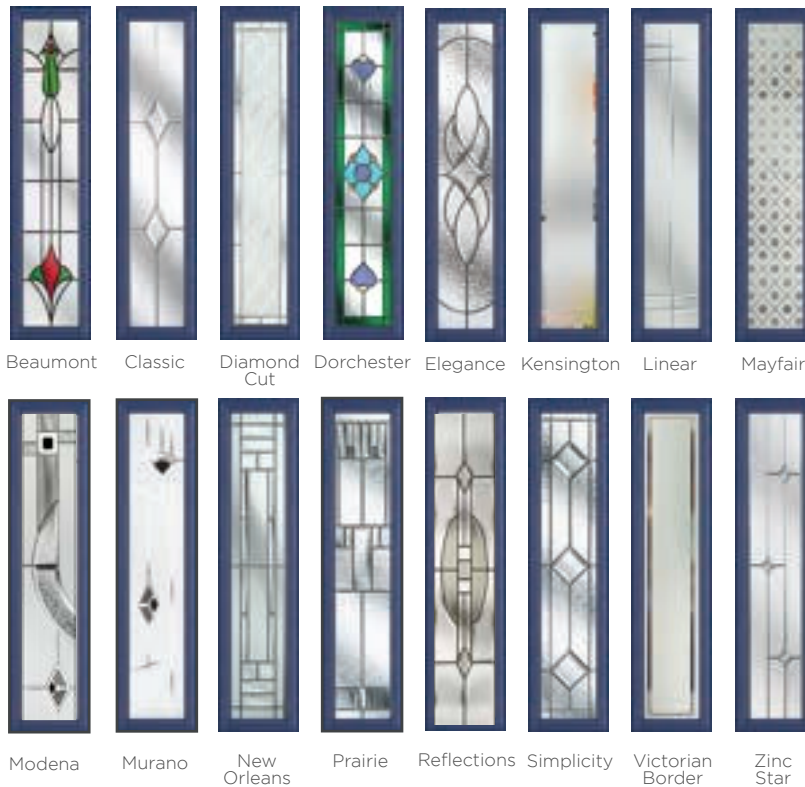 Beaumont
Classic
Diamond
Cut
Dorchester
Elegance
Kensington
Linear
Mayfair
Modena
Murano
New
Orleans
Prairie
Reflections
Simplicity
Victorian
Border
Zinc
Star